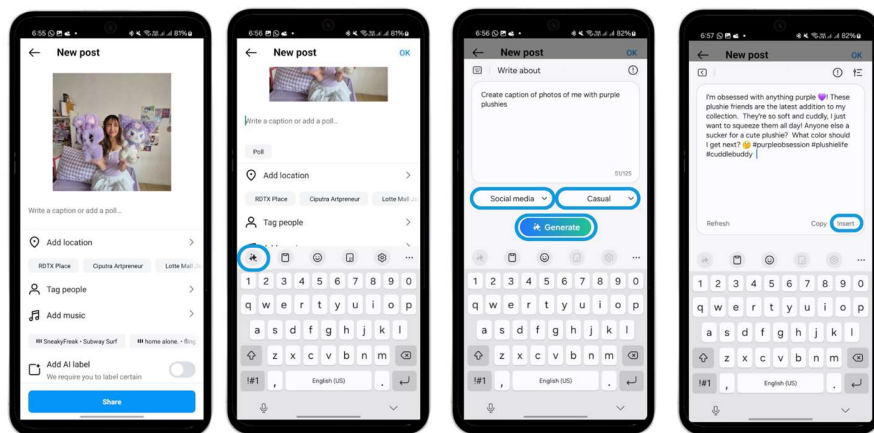 6:55
81%
New post
Write a caption or add a poll...
Add location
RDTX Place
Ciputra Artpreneur
Lotte Mall
Tag people
Add music
SneakyFreak • Subway Surf
home alone. •
Add AI label
We require you to label certain
Share
6:56
81%
New post
OK
Write a caption or add a poll...
Poll
Add location
RDTX Place
Ciputra Artpreneur
Lotte Mall
Tag people
1 2 3 4 5 6 7 8 9 0
q w e r t y u i o p
a s d f g h j k l
z x c v b n m
!#1 , English (US) .
6:56
82%
New post
OK
Write about
Create caption of photos of me with purple
plushies
51/125
Social media
Casual
Generate
1 2 3 4 5 6 7 8 9 0
q w e r t y u i o p
a s d f g h j k l
z x c v b n m
!#1 , English (US) .
6:57
82%
New post
OK
I'm obsessed with anything purple 💜! These
plushie friends are the latest addition to my
collection. They're so soft and cuddly, I just
want to squeeze them all day! Anyone else a
sucker for a cute plushie? What color should
I get next? 🤔 #purpleobsession #plushielife
#cuddlebuddy
Refresh
Copy
Insert
1 2 3 4 5 6 7 8 9 0
q w e r t y u i o p
a s d f g h j k l
z x c v b n m
!#1 , English (US) .